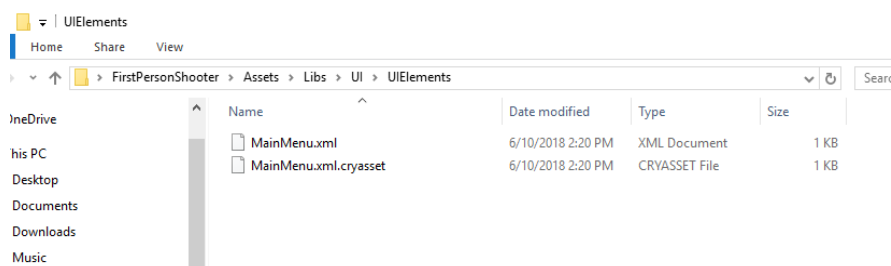 UIElements
Home Share View
FirstPersonShooter > Assets > Libs > UI > UIElements
Name Date modified Type Size
OneDrive
MainMenu.xml 6/10/2018 2:20 PM XML Document 1 KB
This PC
MainMenu.xml.cryasset 6/10/2018 2:20 PM CRYASSET File 1 KB
Desktop
Documents
Downloads
Music